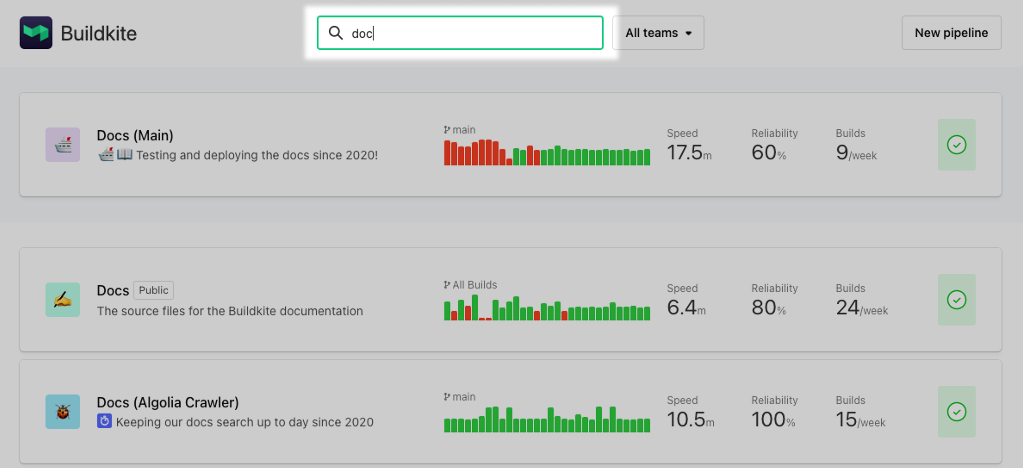 Buildkite
doc
All teams
New pipeline
Docs (Main)
Testing and deploying the docs since 2020!
main
Speed
17.5m
Reliability
60%
Builds
9/week
Docs Public
The source files for the Buildkite documentation
All Builds
Speed
6.4m
Reliability
80%
Builds
24/week
Docs (Algolia Crawler)
Keeping our docs search up to day since 2020
main
Speed
10.5m
Reliability
100%
Builds
15/week